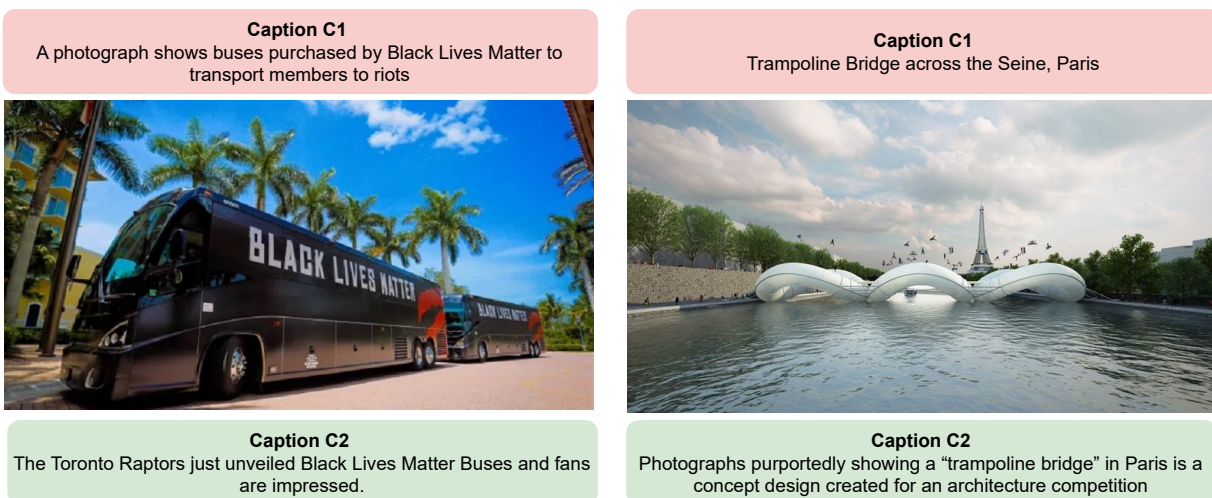 Caption C1
A photograph shows buses purchased by Black Lives Matter to
transport members to riots
BLACK LIVES MATTER
BLACK LIVES MATTER
Caption C2
The Toronto Raptors just unveiled Black Lives Matter Buses and fans
are impressed.
Caption C1
Trampoline Bridge across the Seine, Paris
Caption C2
Photographs purportedly showing a “trampoline bridge” in Paris is a
concept design created for an architecture competition